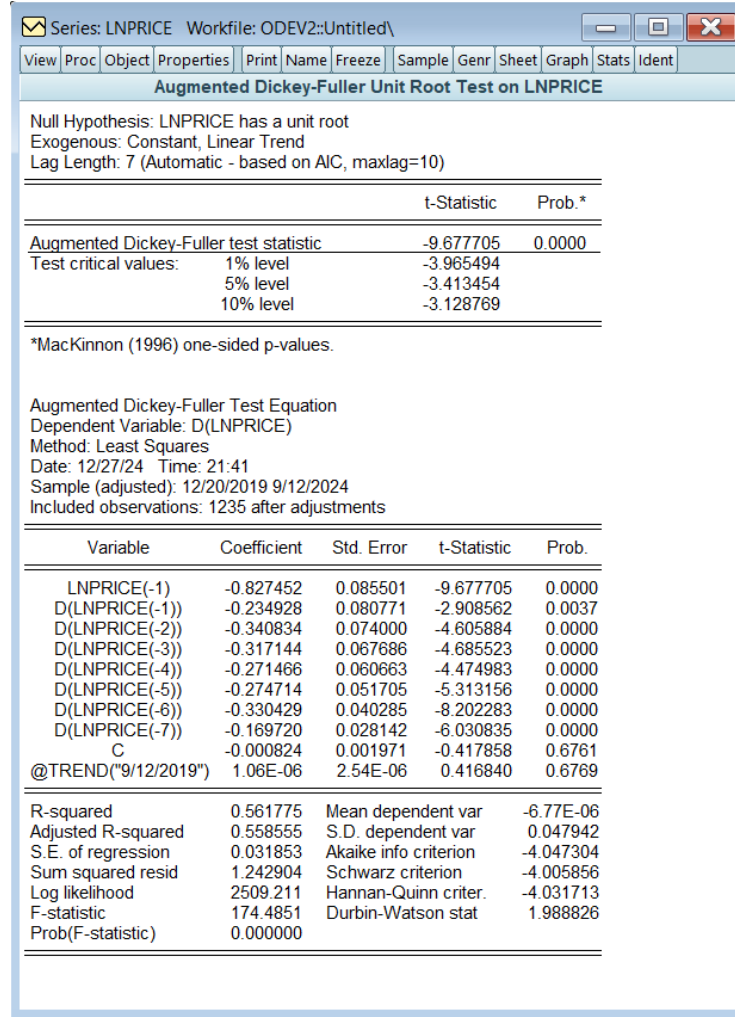 Series: LNPRICE Workfile: ODEV2::Untitled\
View Proc Object Properties Print Name Freeze Sample Genr Sheet Graph Stats Ident
Augmented Dickey-Fuller Unit Root Test on LNPRICE
Null Hypothesis: LNPRICE has a unit root
Exogenous: Constant, Linear Trend
Lag Length: 7 (Automatic - based on AIC, maxlag=10)
t-Statistic Prob.*
Augmented Dickey-Fuller test statistic -9.677705 0.0000
Test critical values: 1% level -3.965494
5% level -3.413454
10% level -3.128769
*MacKinnon (1996) one-sided p-values.
Augmented Dickey-Fuller Test Equation
Dependent Variable: D(LNPRICE)
Method: Least Squares
Date: 12/27/24 Time: 21:41
Sample (adjusted): 12/20/2019 9/12/2024
Included observations: 1235 after adjustments
Variable Coefficient Std. Error t-Statistic Prob.
LNPRICE(-1) -0.827452 0.085501 -9.677705 0.0000
D(LNPRICE(-1)) -0.234928 0.080771 -2.908562 0.0037
D(LNPRICE(-2)) -0.340834 0.074000 -4.605884 0.0000
D(LNPRICE(-3)) -0.317144 0.067686 -4.685523 0.0000
D(LNPRICE(-4)) -0.271466 0.060663 -4.474983 0.0000
D(LNPRICE(-5)) -0.274714 0.051705 -5.313156 0.0000
D(LNPRICE(-6)) -0.330429 0.040285 -8.202283 0.0000
D(LNPRICE(-7)) -0.169720 0.028142 -6.030835 0.0000
C -0.000824 0.001971 -0.417858 0.6761
@TREND("9/12/2019") 1.06E-06 2.54E-06 0.416840 0.6769
R-squared 0.561775 Mean dependent var -6.77E-06
Adjusted R-squared 0.558555 S.D. dependent var 0.047942
S.E. of regression 0.031853 Akaike info criterion -4.047304
Sum squared resid 1.242904 Schwarz criterion -4.005856
Log likelihood 2509.211 Hannan-Quinn criter. -4.031713
F-statistic 174.4851 Durbin-Watson stat 1.988826
Prob(F-statistic) 0.000000